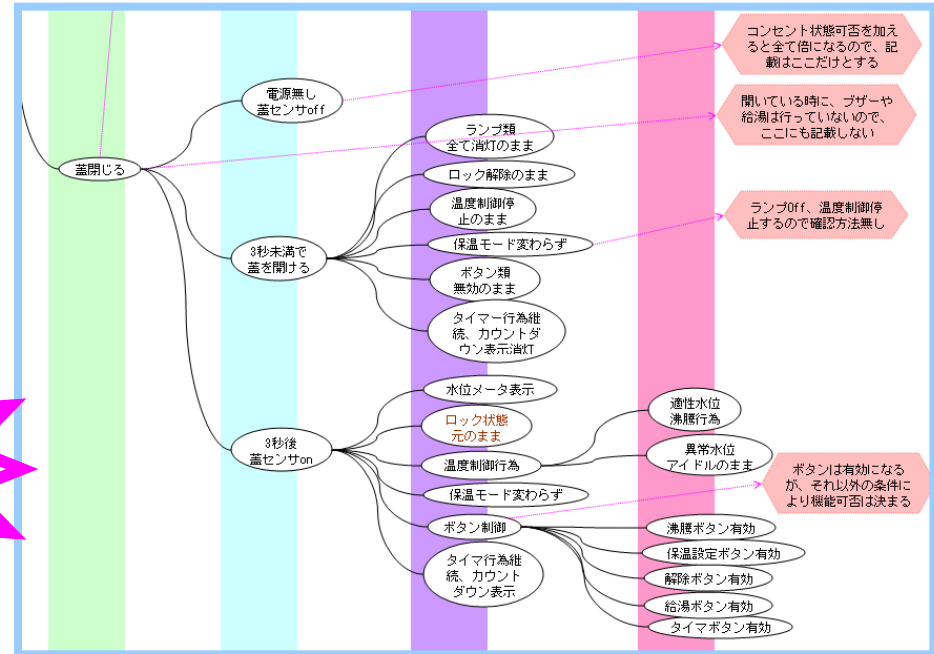 蓋閉じる
電源無し
蓋センサoff
3秒未満で
蓋を開ける
3秒後
蓋センサon
ランプ類
全て消灯のまま
ロック解除のまま
温度制御停
止のまま
保温モード変わらず
ボタン類
無効のまま
タイマー行為継
続、カウントダ
ウン表示消灯
水位メータ表示
ロック状態
元のまま
温度制御行為
保温モード変わらず
ボタン制御
タイマ行為継
続、カウント
ダウン表示
適性水位
沸騰行為
異常水位
アイドルのまま
沸騰ボタン有効
保温設定ボタン有効
解除ボタン有効
給湯ボタン有効
タイマボタン有効
コンセント状態可否を加え
ると全て倍になるので、記
載はここだけとする
開いている時に、ブザーや
給湯は行っていないので、
ここにも記載しない
ランプOff、温度制御停
止するので確認方法無し
ボタンは有効になる
が、それ以外の条件に
より機能可否は決まる